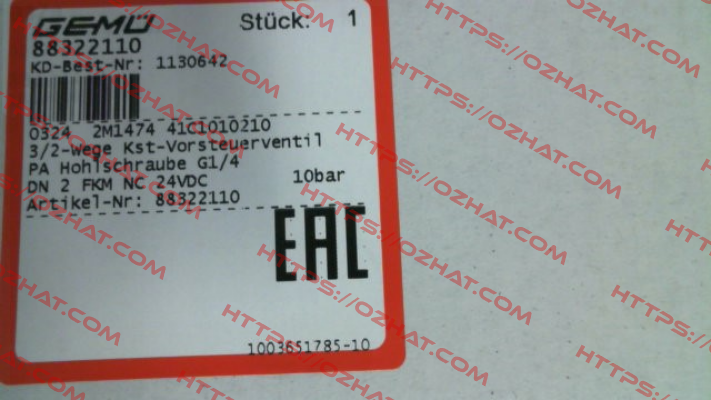 GEMÜ Stück: 1
88322110
KD-Best-Nr: 1130642
0324 2M1474 41C1010210
3/2-Wege Kst-Vorsteuerventil
PA Hohlschraube G1/4
DN 2 FKM NC 24VDC 10bar
Artikel-Nr: 88322110
EAC
1003651785-10
HTTPS://OZHAT.COM